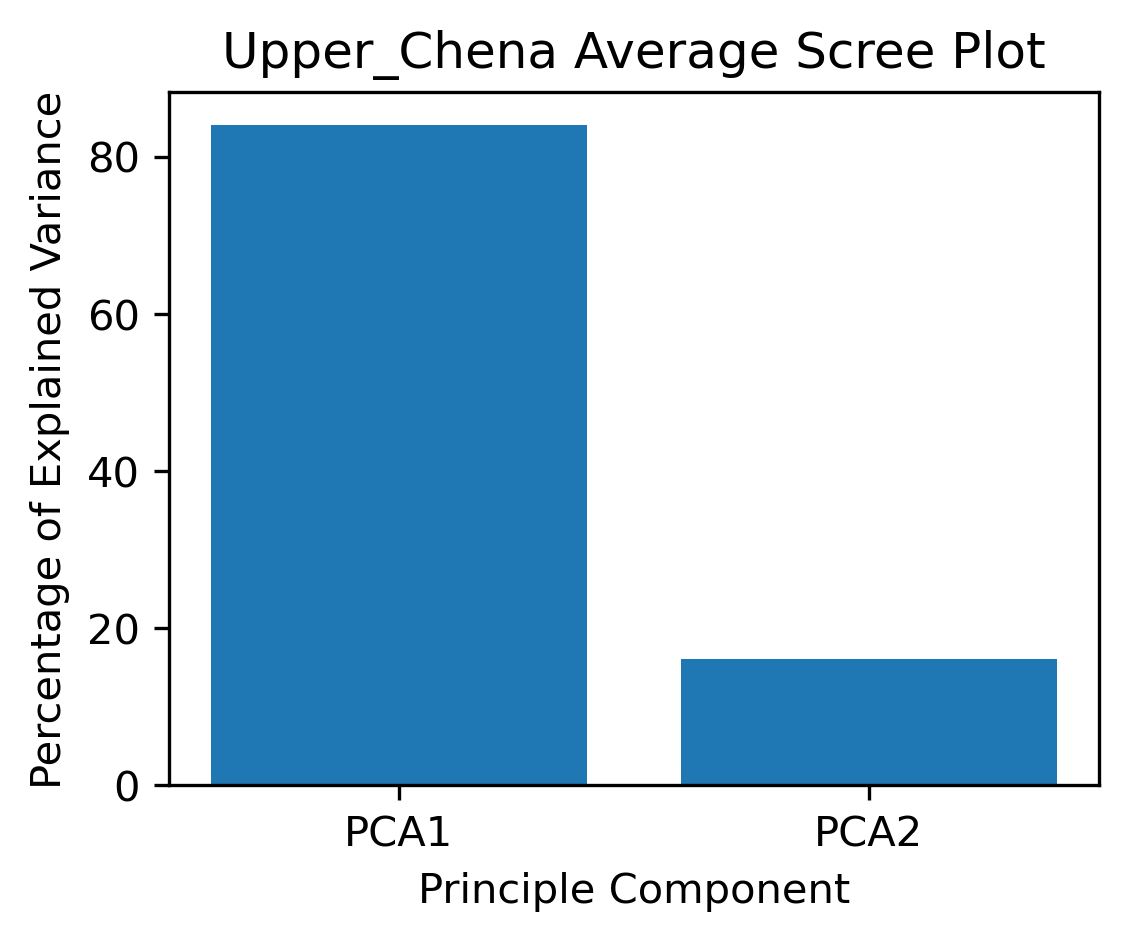 Upper_Chena Average Scree Plot
Percentage of Explained Variance
80
60
40
20
0
PCA1
PCA2
Principle Component